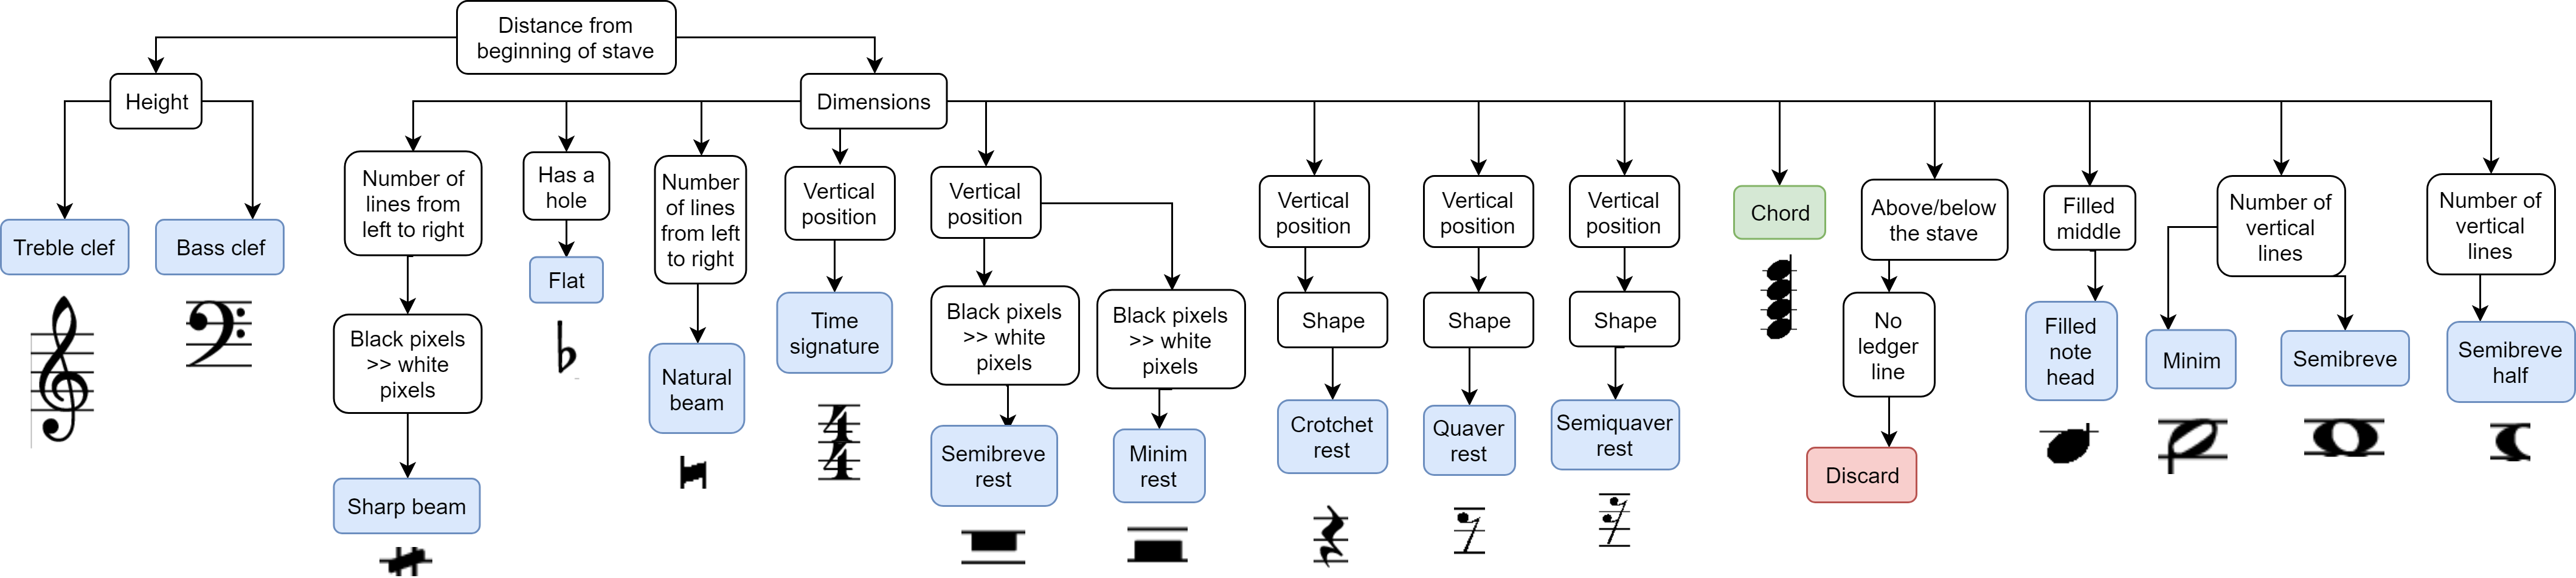 Distance from
beginning of stave
Height
Dimensions
Treble clef
Bass clef
Number of
lines from
left to right
Black pixels
>> white
pixels
Sharp beam
Has a
hole
Flat
Number
of lines
from left
to right
Natural
beam
Vertical
position
Time
signature
Vertical
position
Black pixels
>> white
pixels
Semibreve
rest
Black pixels
>> white
pixels
Minim
rest
Vertical
position
Shape
Crotchet
rest
Vertical
position
Shape
Quaver
rest
Vertical
position
Shape
Semiquaver
rest
Chord
Above/below
the stave
No
ledger
line
Discard
Filled
middle
Filled
note
head
Number of
vertical
lines
Minim
Semibreve
Number of
vertical
lines
Semibreve
half